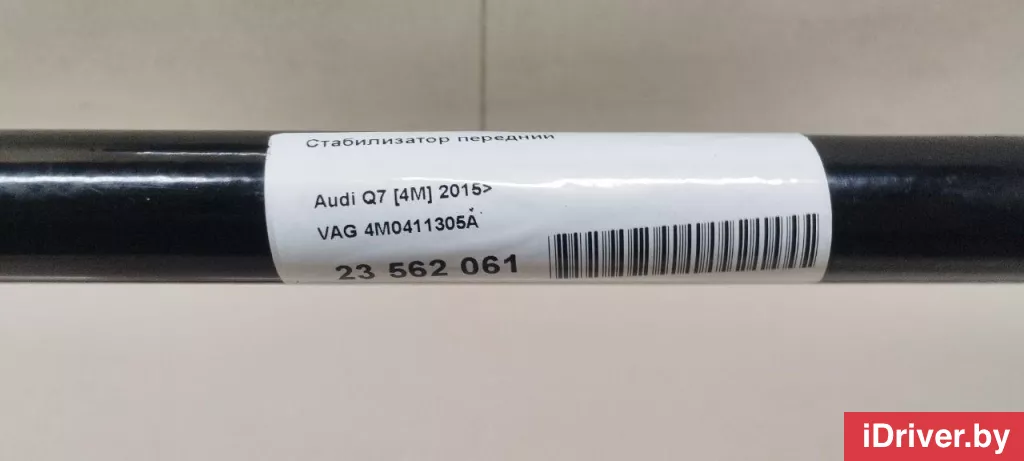 Стабилизатор передний
Audi Q7 [4M] 2015>
VAG 4M0411305A
23 562 061
iDriver.by